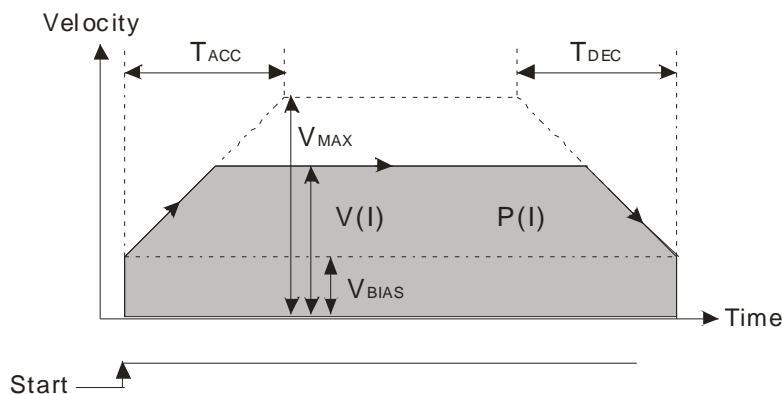 Velocity
TACC
TDEC
VMAX
V(I)
P(I)
VBIAS
Time
Start